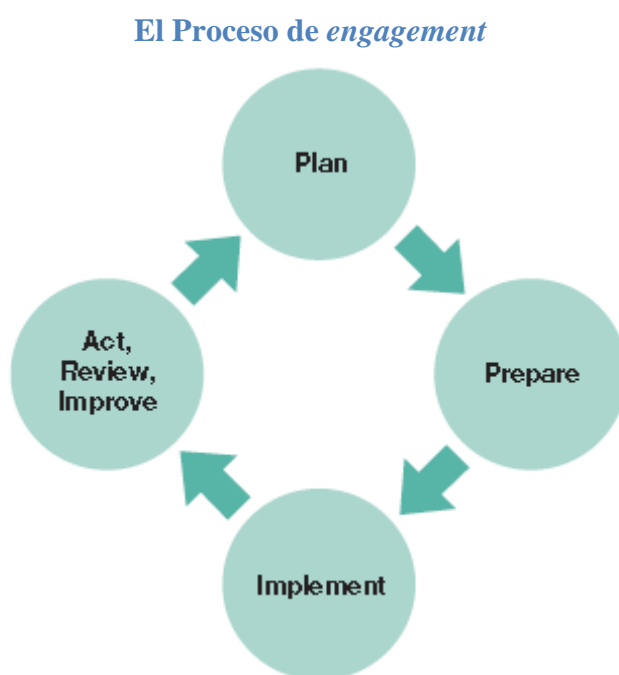 El Proceso de engagement
Plan
Prepare
Implement
Act,
Review,
Improve